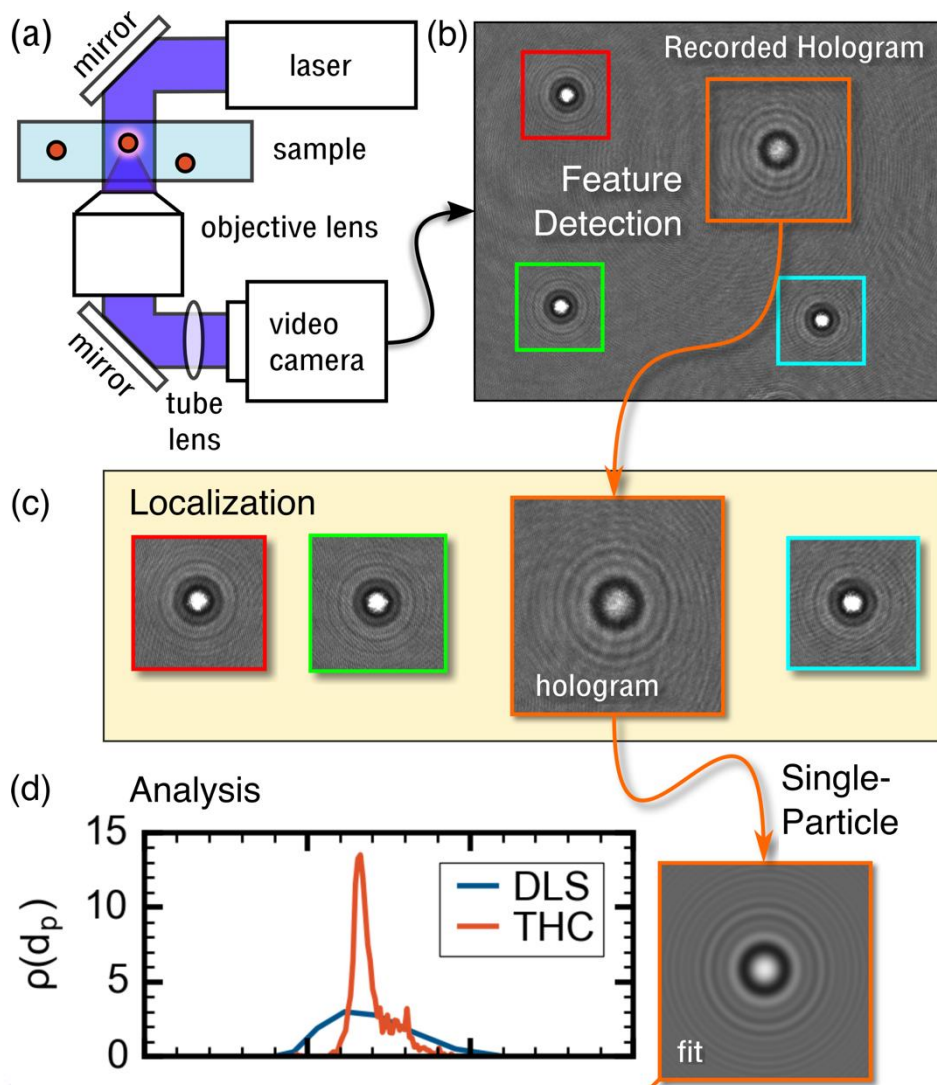 (a)
mirror
laser
sample
objective lens
mirror
video
camera
tube
lens
(b)
Recorded Hologram
Feature
Detection
(c)
Localization
hologram
(d)
Analysis
Single-
Particle
15
10
5
0
ρ(dₚ)
DLS
THC
fit